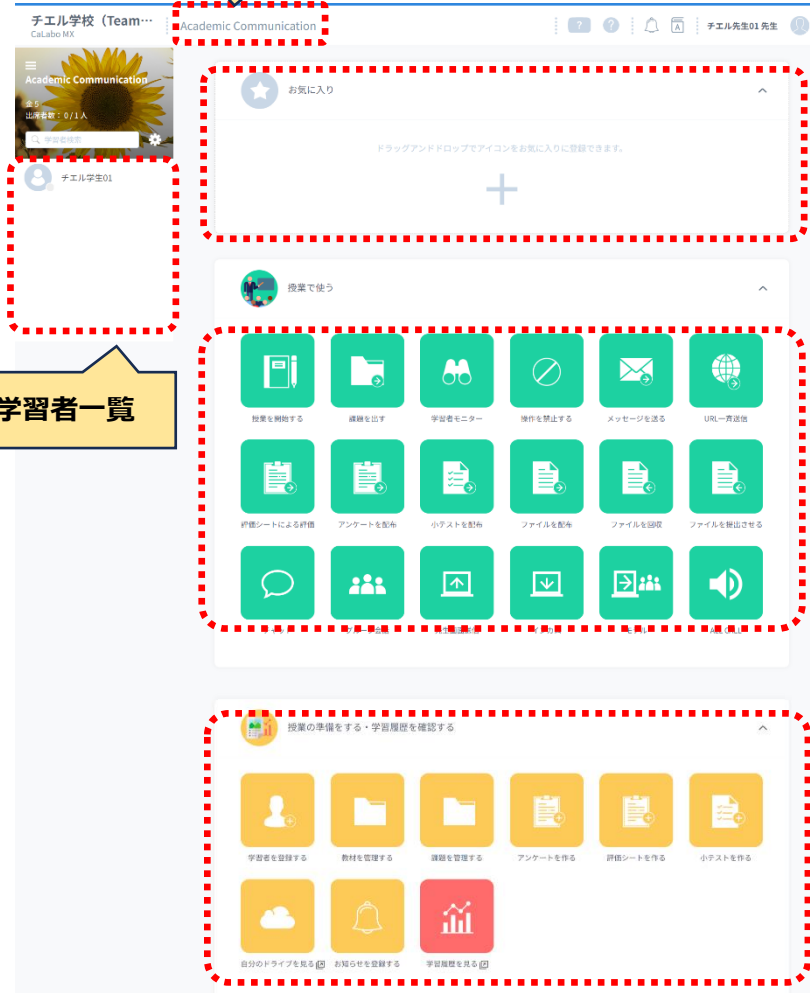 チエル学校（Team…
CaLabo MX
Academic Communication
?
?
A
チエル先生01 先生
Academic Communication
金5
出席者数：0/1人
学習者検索
チエル学生01
学習者一覧
お気に入り
ドラッグアンドドロップでアイコンをお気に入りに登録できます。
授業で使う
授業を開始する
課題を出す
学習者モニター
操作を禁止する
メッセージを送る
URL一斉送信
評価シートによる評価
アンケートを配布
小テストを配布
ファイルを配布
ファイルを回収
ファイルを提出させる
授業の準備をする・学習履歴を確認する
学習者を登録する
教材を管理する
課題を管理する
アンケートを作る
評価シートを作る
小テストを作る
自分のドライブを見る
お知らせを登録する
学習履歴を見る